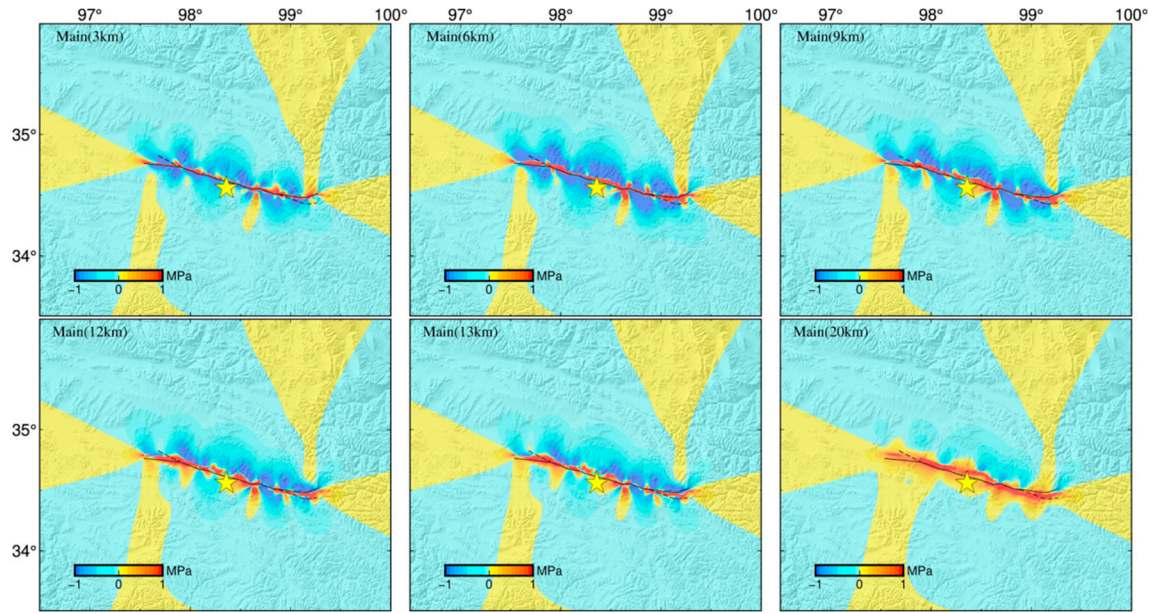 97° 98° 99° 100° 97° 98° 99° 100° 97° 98° 99° 100°
Main(3km) Main(6km) Main(9km)
35°
34°
MPa MPa MPa
−1 0 1 −1 0 1 −1 0 1
Main(12km) Main(13km) Main(20km)
35°
34°
MPa MPa MPa
−1 0 1 −1 0 1 −1 0 1